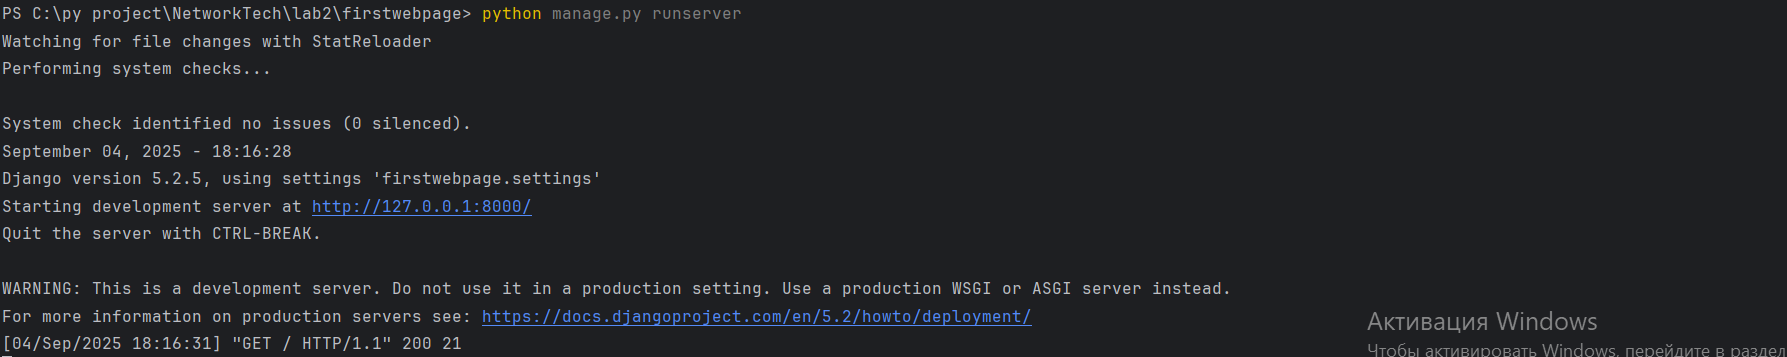 PS C:\py project\NetworkTech\lab2\firstwebpage> python manage.py runserver
Watching for file changes with StatReloader
Performing system checks...
System check identified no issues (0 silenced).
September 04, 2025 - 18:16:28
Django version 5.2.5, using settings 'firstwebpage.settings'
Starting development server at http://127.0.0.1:8000/
Quit the server with CTRL-BREAK.
WARNING: This is a development server. Do not use it in a production setting. Use a production WSGI or ASGI server instead.
For more information on production servers see: https://docs.djangoproject.com/en/5.2/howto/deployment/
Активация Windows
[04/Sep/2025 18:16:31] "GET / HTTP/1.1" 200 21
Чтобы активировать Windows, перейдите в раздел